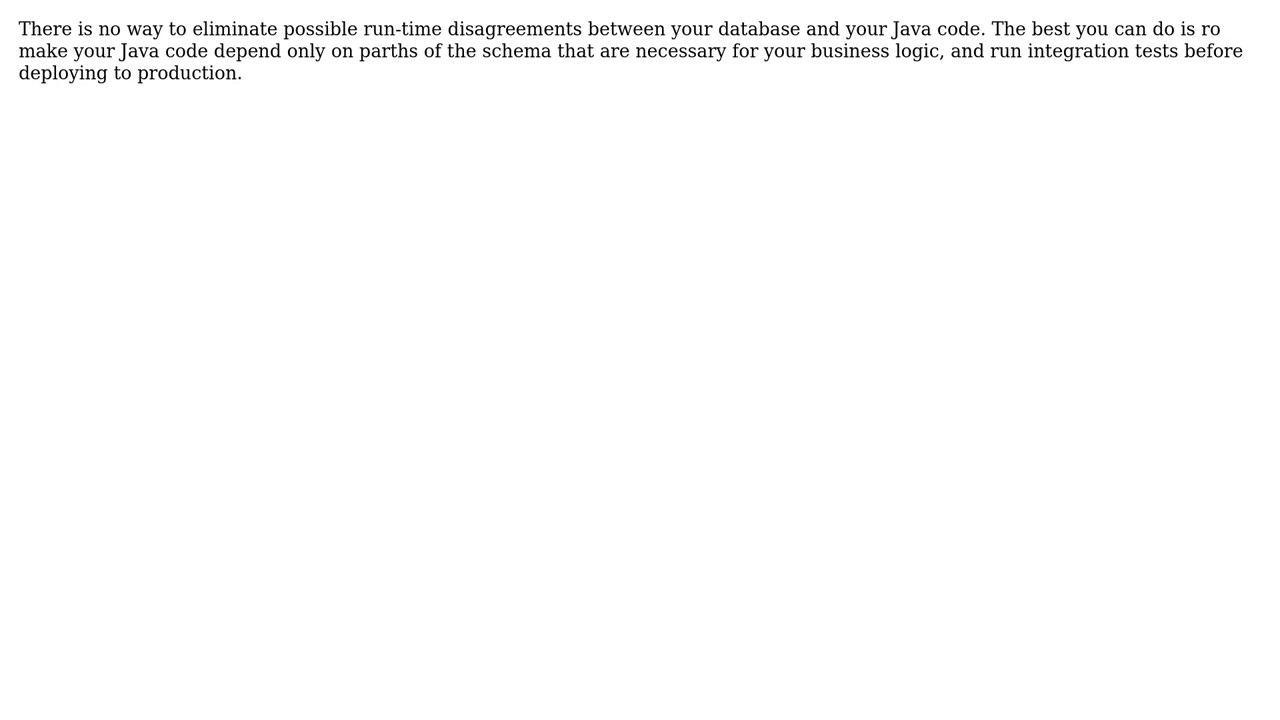 There is no way to eliminate possible run-time disagreements between your database and your Java code. The best you can do is ro
make your Java code depend only on parths of the schema that are necessary for your business logic, and run integration tests before
deploying to production.